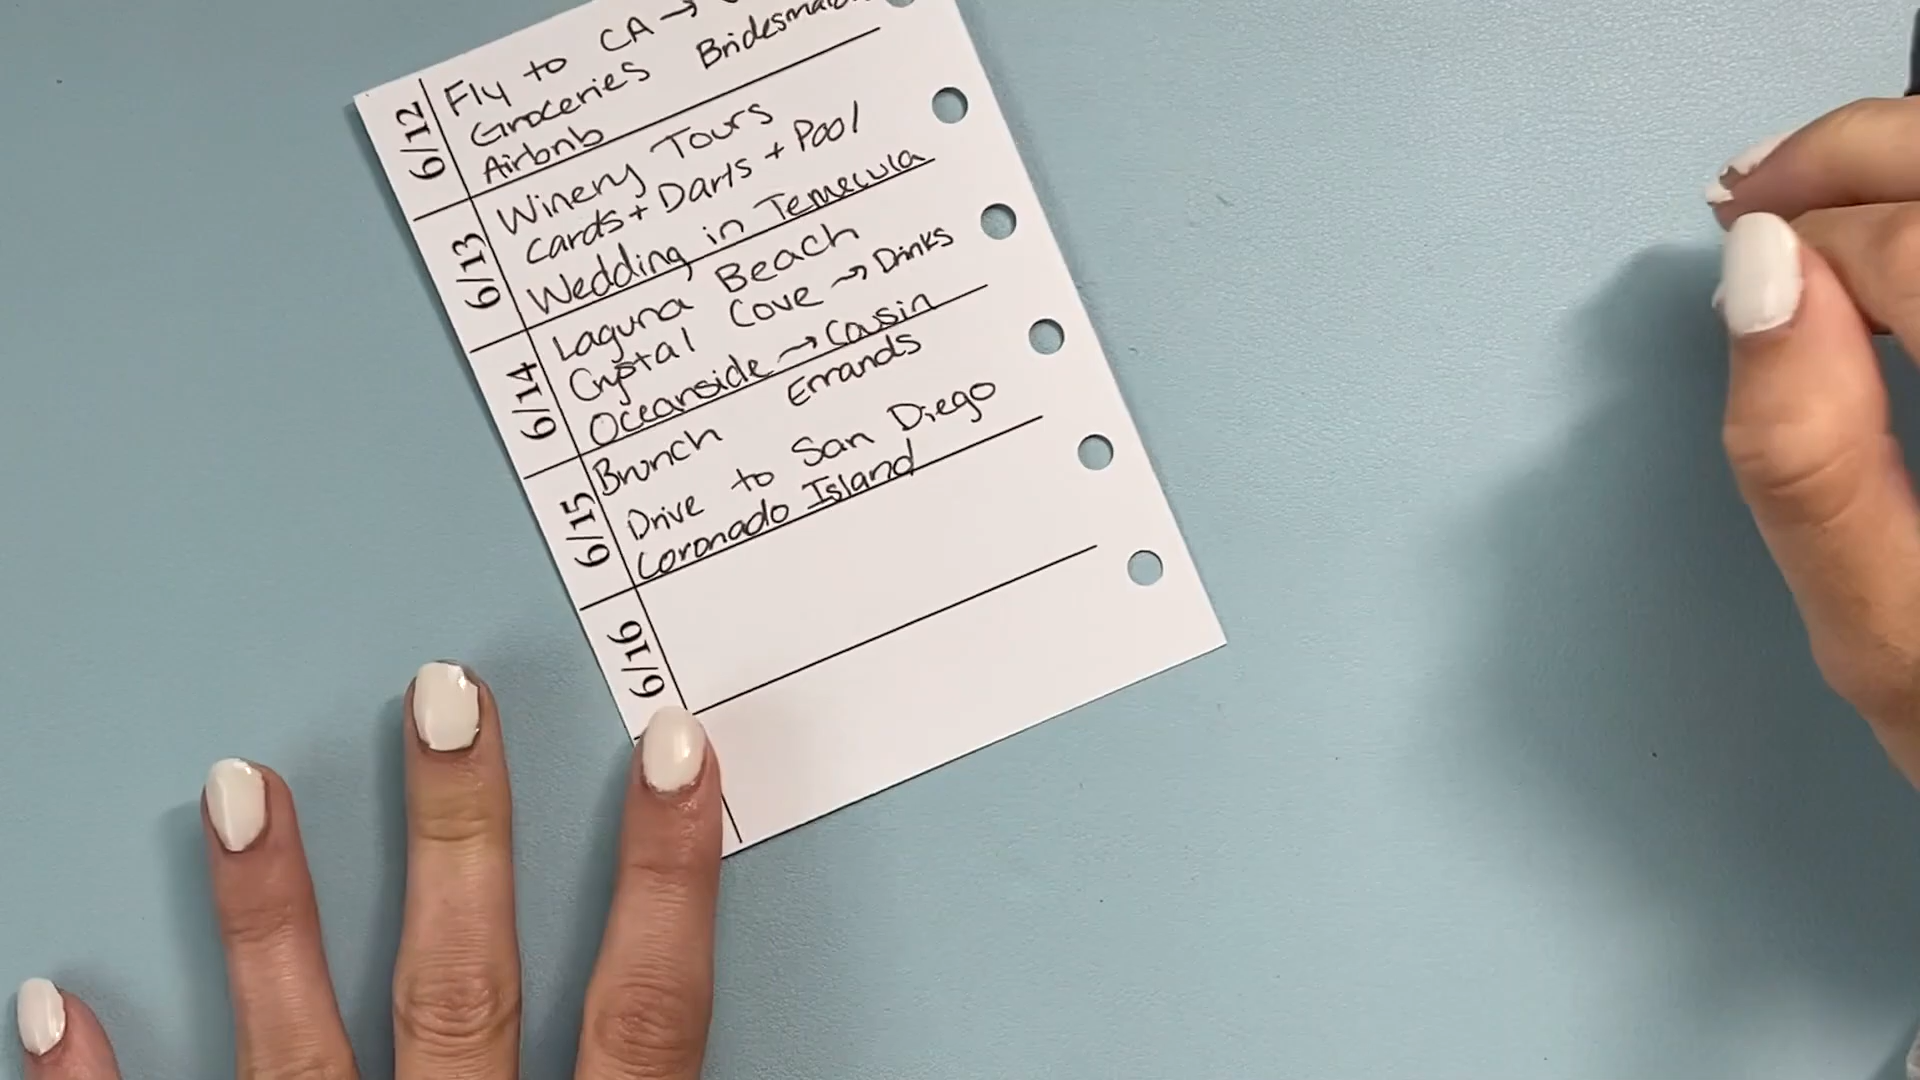 6/12
Fly to CA →
Groceries Bridesmaid
Airbnb
6/13
Winery Tours
Cards + Darts + Pool
Wedding in Temecula
6/14
Laguna Beach
Crystal Cove → Drinks
Oceanside → Cousin
6/15
Brunch Errands
Drive to San Diego
Coronado Island
6/16